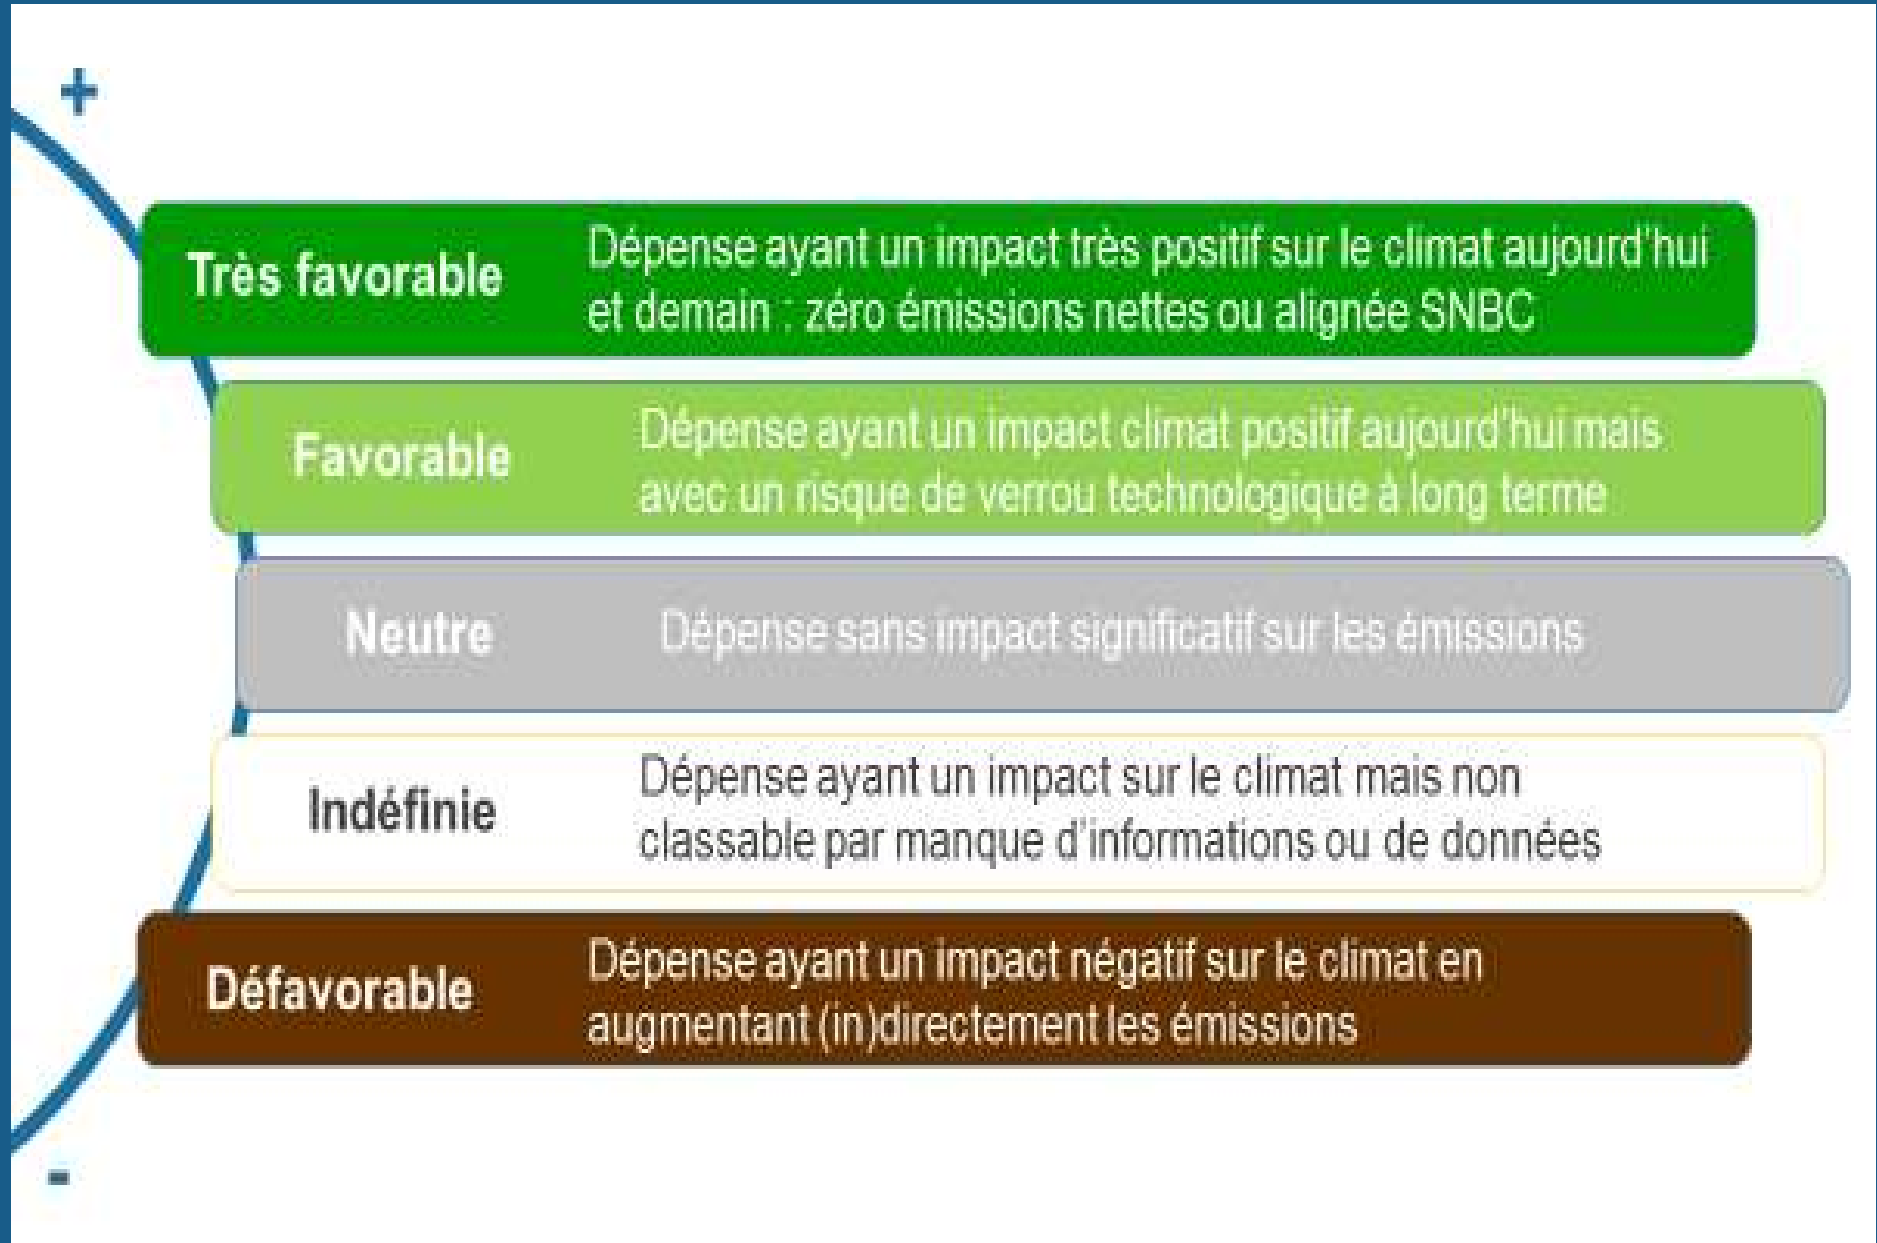 +
Très favorable
Dépense ayant un impact très positif sur le climat aujourd'hui
et demain : zéro émissions nettes ou alignée SNBC
Favorable
Dépense ayant un impact climat positif aujourd'hui mais
avec un risque de verrou technologique à long terme
Neutre
Dépense sans impact significatif sur les émissions
Indéfinie
Dépense ayant un impact sur le climat mais non
classable par manque d'informations ou de données
Défavorable
Dépense ayant un impact négatif sur le climat en
augmentant (in)directement les émissions
-